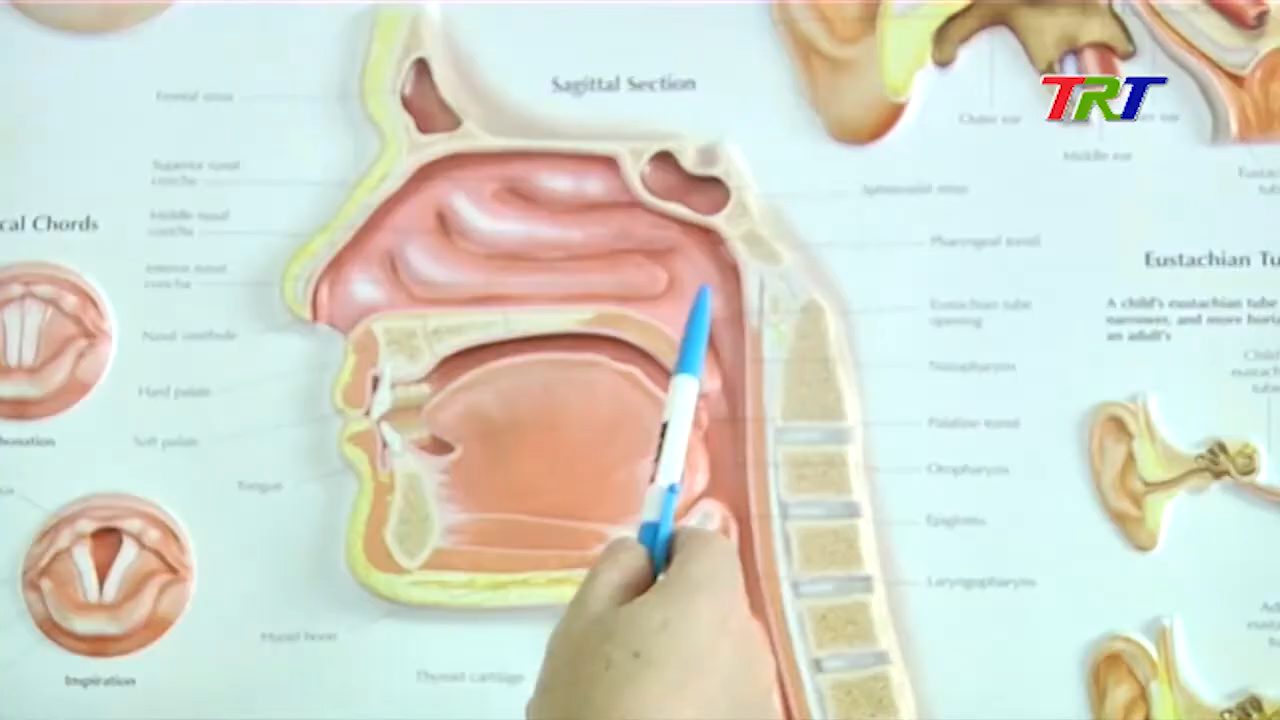 Sagittal Section
TRT
Frontal sinus
Outer ear
Middle ear
Superior nasal
concha
Sphenoidal sinus
Middle nasal
concha
cal Chords
Pharyngeal tonsil
Eustachian Tu
Inferior nasal
concha
A child's eustachian tube
narrower, and more horiz
an adult's
Eustachian tube
opening
Nasal vestibule
Nasopharynx
Hard palate
Palatine tonsil
Soft palate
Oropharynx
Tongue
Epiglottis
Laryngopharynx
Hyoid bone
Thyroid cartilage
Inspiration